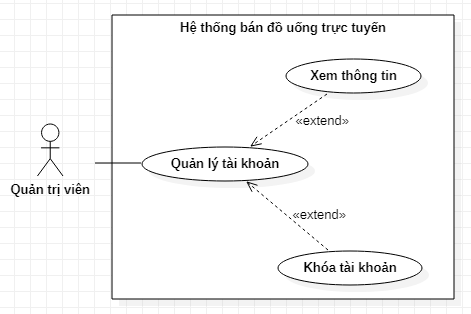 Hệ thống bán đồ uống trực tuyến
Xem thông tin
«extend»
Quản lý tài khoản
Quản trị viên
«extend»
Khóa tài khoản